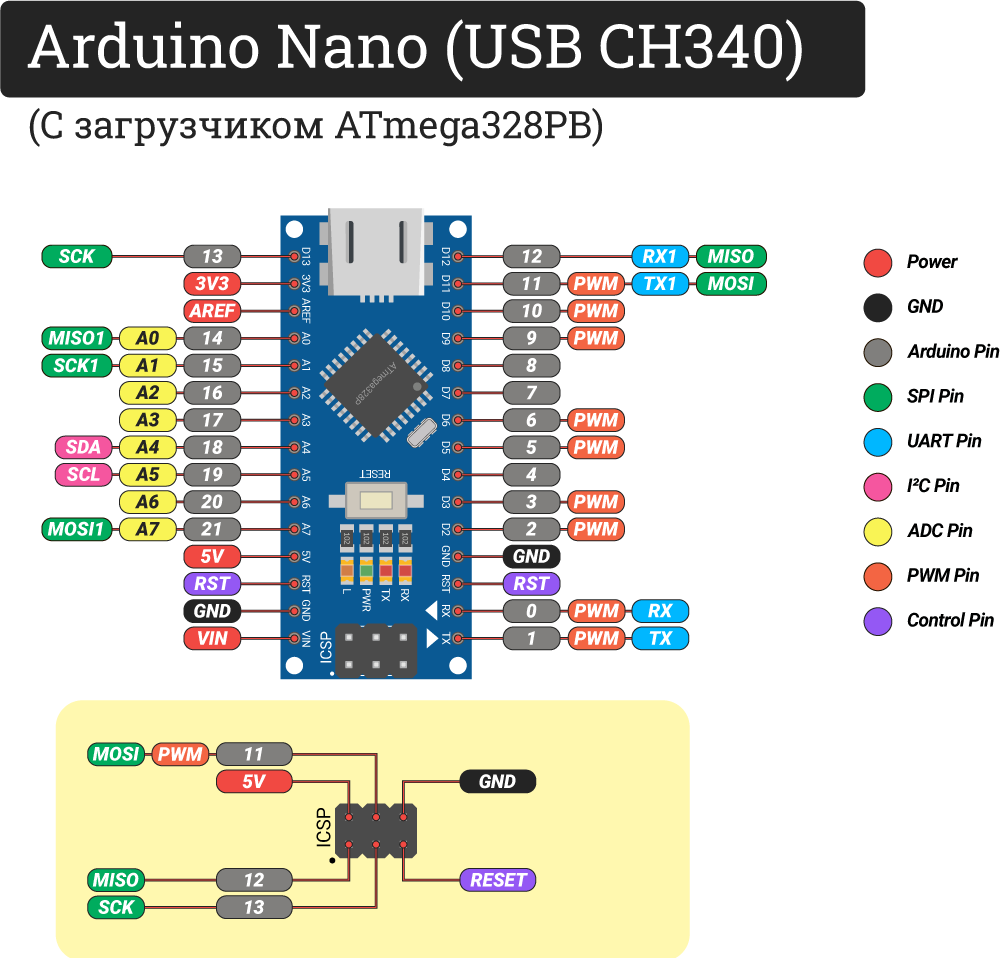 Arduino Nano (USB CH340)
(С загрузчиком ATmega328PB)
SCK 13 D13 D12 12 RX1 MISO
3V3 3V3 D11 11 PWM TX1 MOSI
AREF AREF D10 10 PWM
MISO1 A0 14 A0 D9 9 PWM
SCK1 A1 15 A1 D8 8
A2 16 A2 D7 7
A3 17 A3 D6 6 PWM
SDA A4 18 A4 D5 5 PWM
SCL A5 19 A5 D4 4
A6 20 A6 D3 3 PWM
MOSI1 A7 21 A7 D2 2 PWM
5V 5V GND GND
RST RST RST RST
GND GND RX 0 PWM RX
VIN VIN TX 1 PWM TX
ATmega328P
RESET
102 102 102 102
L PWR TX RX
ICSP
Power
GND
Arduino Pin
SPI Pin
UART Pin
I²C Pin
ADC Pin
PWM Pin
Control Pin
MOSI PWM 11
5V GND
ICSP
MISO 12 RESET
SCK 13